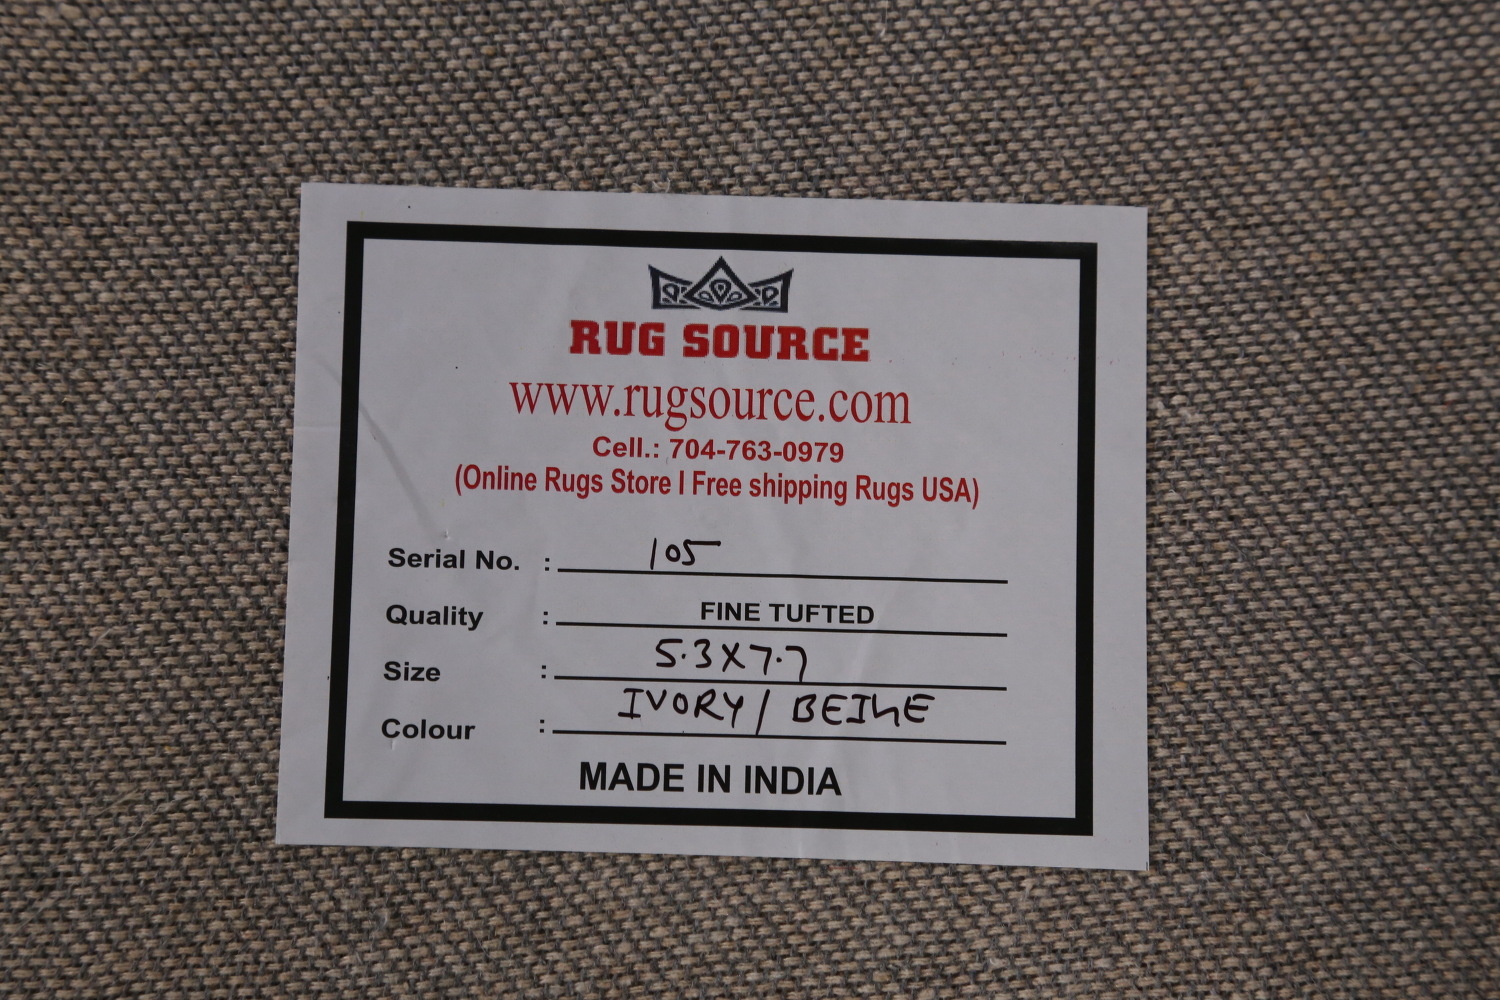 RUG SOURCE
www.rugsource.com
Cell.: 704-763-0979
(Online Rugs Store I Free shipping Rugs USA)
Serial No. : 105
Quality : FINE TUFTED
Size : 5.3X7.7
Colour : IVORY/ BEIGE
MADE IN INDIA